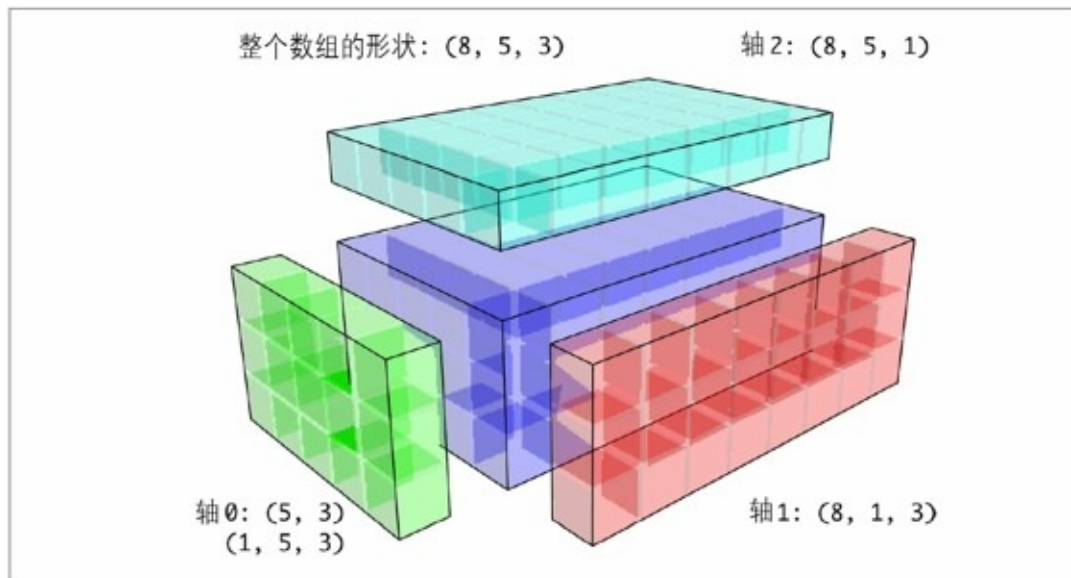 整个数组的形状: (8, 5, 3)
轴2: (8, 5, 1)
轴0: (5, 3)
(1, 5, 3)
轴1: (8, 1, 3)